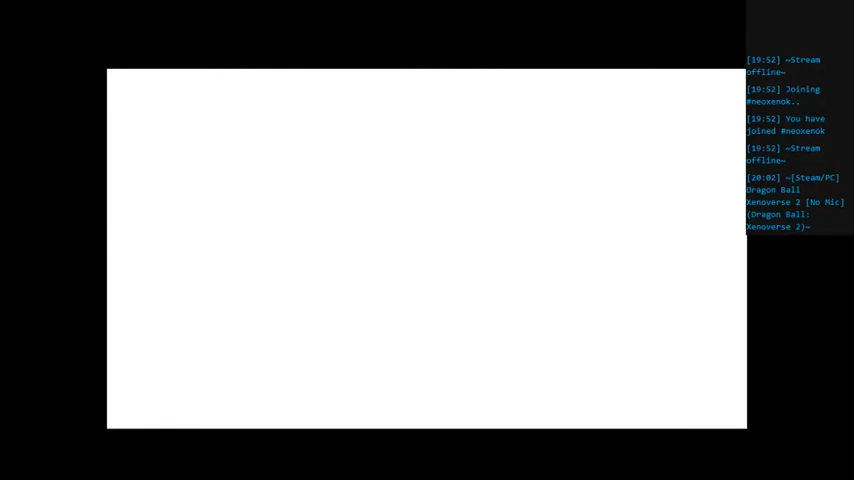 [19:52] ~Stream
offline~
[19:52] Joining
#neoxenok..
[19:52] You have
joined #neoxenok
[19:52] ~Stream
offline~
[20:02] ~[Steam/PC]
Dragon Ball
Xenoverse 2 [No Mic]
(Dragon Ball:
Xenoverse 2)~